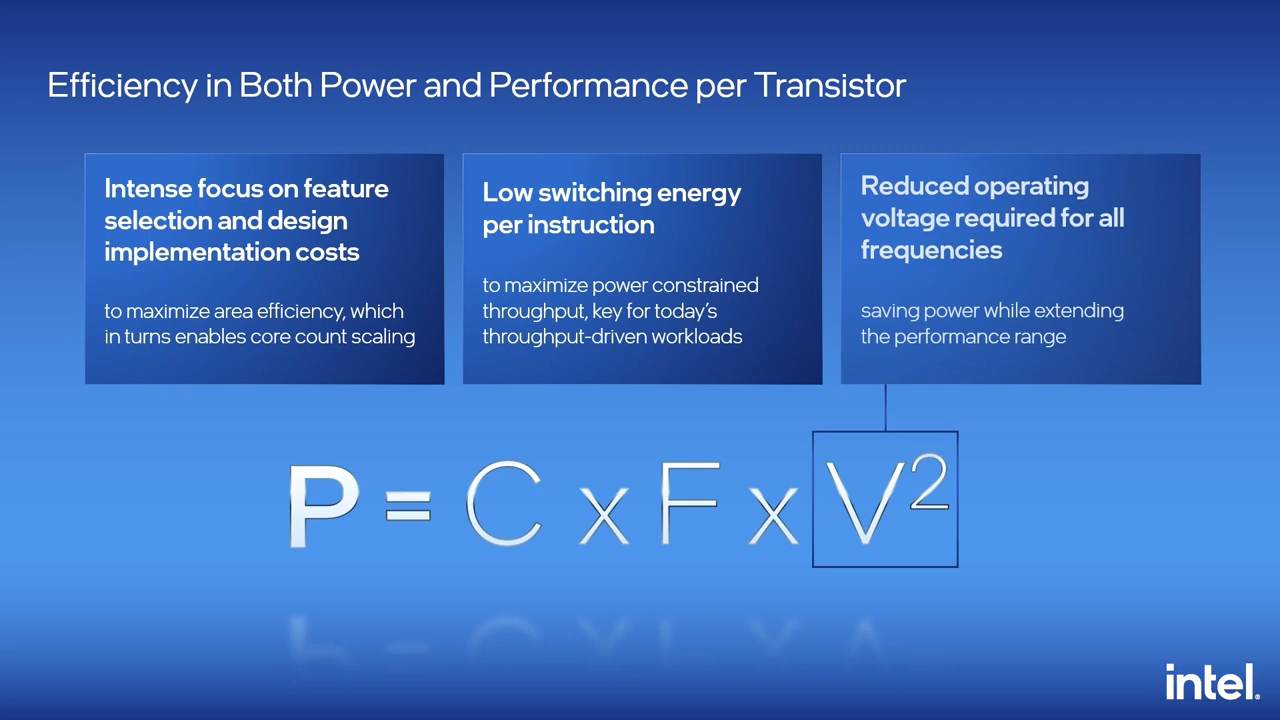 Efficiency in Both Power and Performance per Transistor
Intense focus on feature
selection and design
implementation costs
to maximize area efficiency, which
in turns enables core count scaling
Low switching energy
per instruction
to maximize power constrained
throughput, key for today's
throughput-driven workloads
Reduced operating
voltage required for all
frequencies
saving power while extending
the performance range
P = C x F x V²
intel.